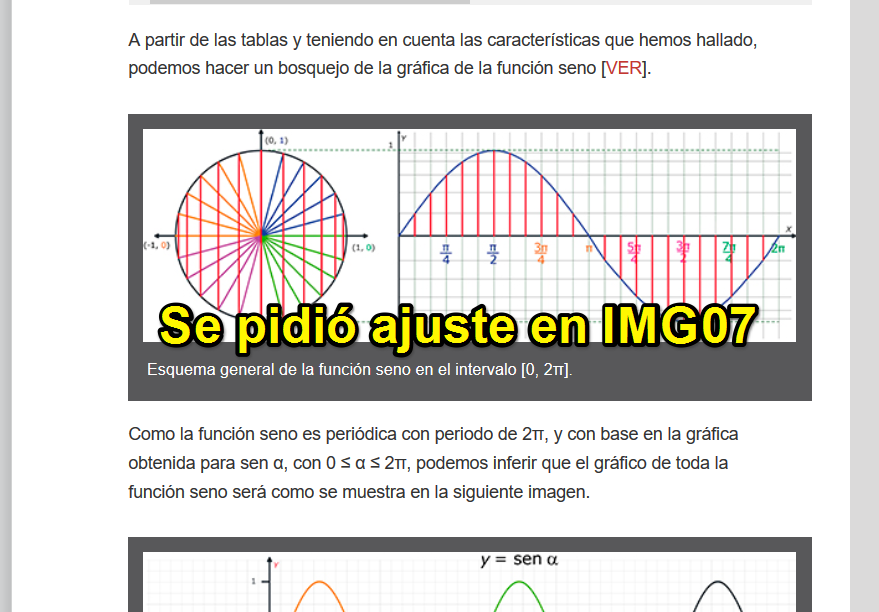 A partir de las tablas y teniendo en cuenta las características que hemos hallado,
podemos hacer un bosquejo de la gráfica de la función seno [VER].
(0, 1)
1
Y
(-1, 0)
(1, 0)
π/4
π/2
3π/4
π
5π/4
3π/2
7π/4
2π
X
Se pidió ajuste en IMG07
Esquema general de la función seno en el intervalo [0, 2π].
Como la función seno es periódica con periodo de 2π, y con base en la gráfica
obtenida para sen α, con 0 ≤ α ≤ 2π, podemos inferir que el gráfico de toda la
función seno será como se muestra en la siguiente imagen.
y = sen α
Y
1